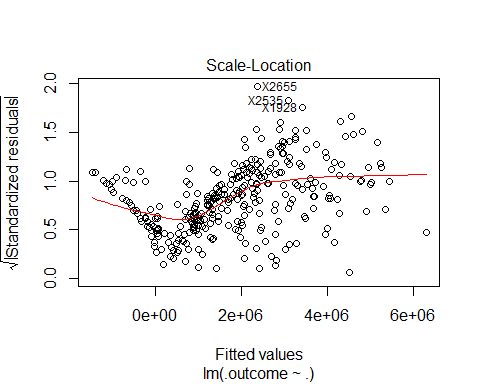 Scale-Location
√|Standardized residuals|
2.0
1.5
1.0
0.5
0.0
X2655
X2535
X1928
0e+00 2e+06 4e+06 6e+06
Fitted values
lm(.outcome ~ .)